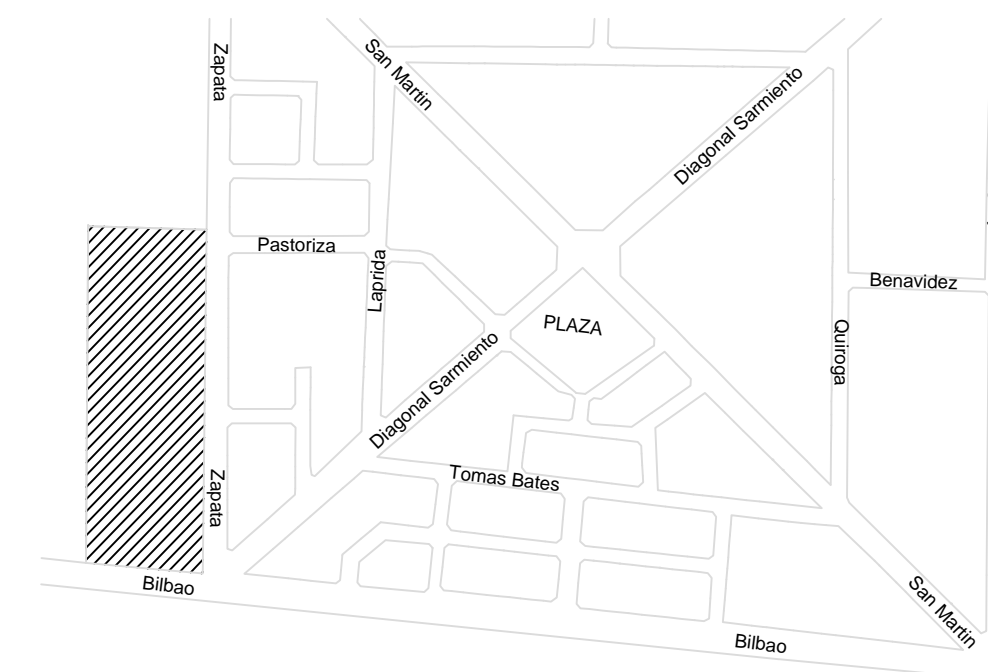 San Martin
Zapata
Diagonal Sarmiento
Pastoriza
Laprida
Benavidez
PLAZA
Quiroga
Diagonal Sarmiento
Tomas Bates
Zapata
Bilbao
San Martin
Bilbao